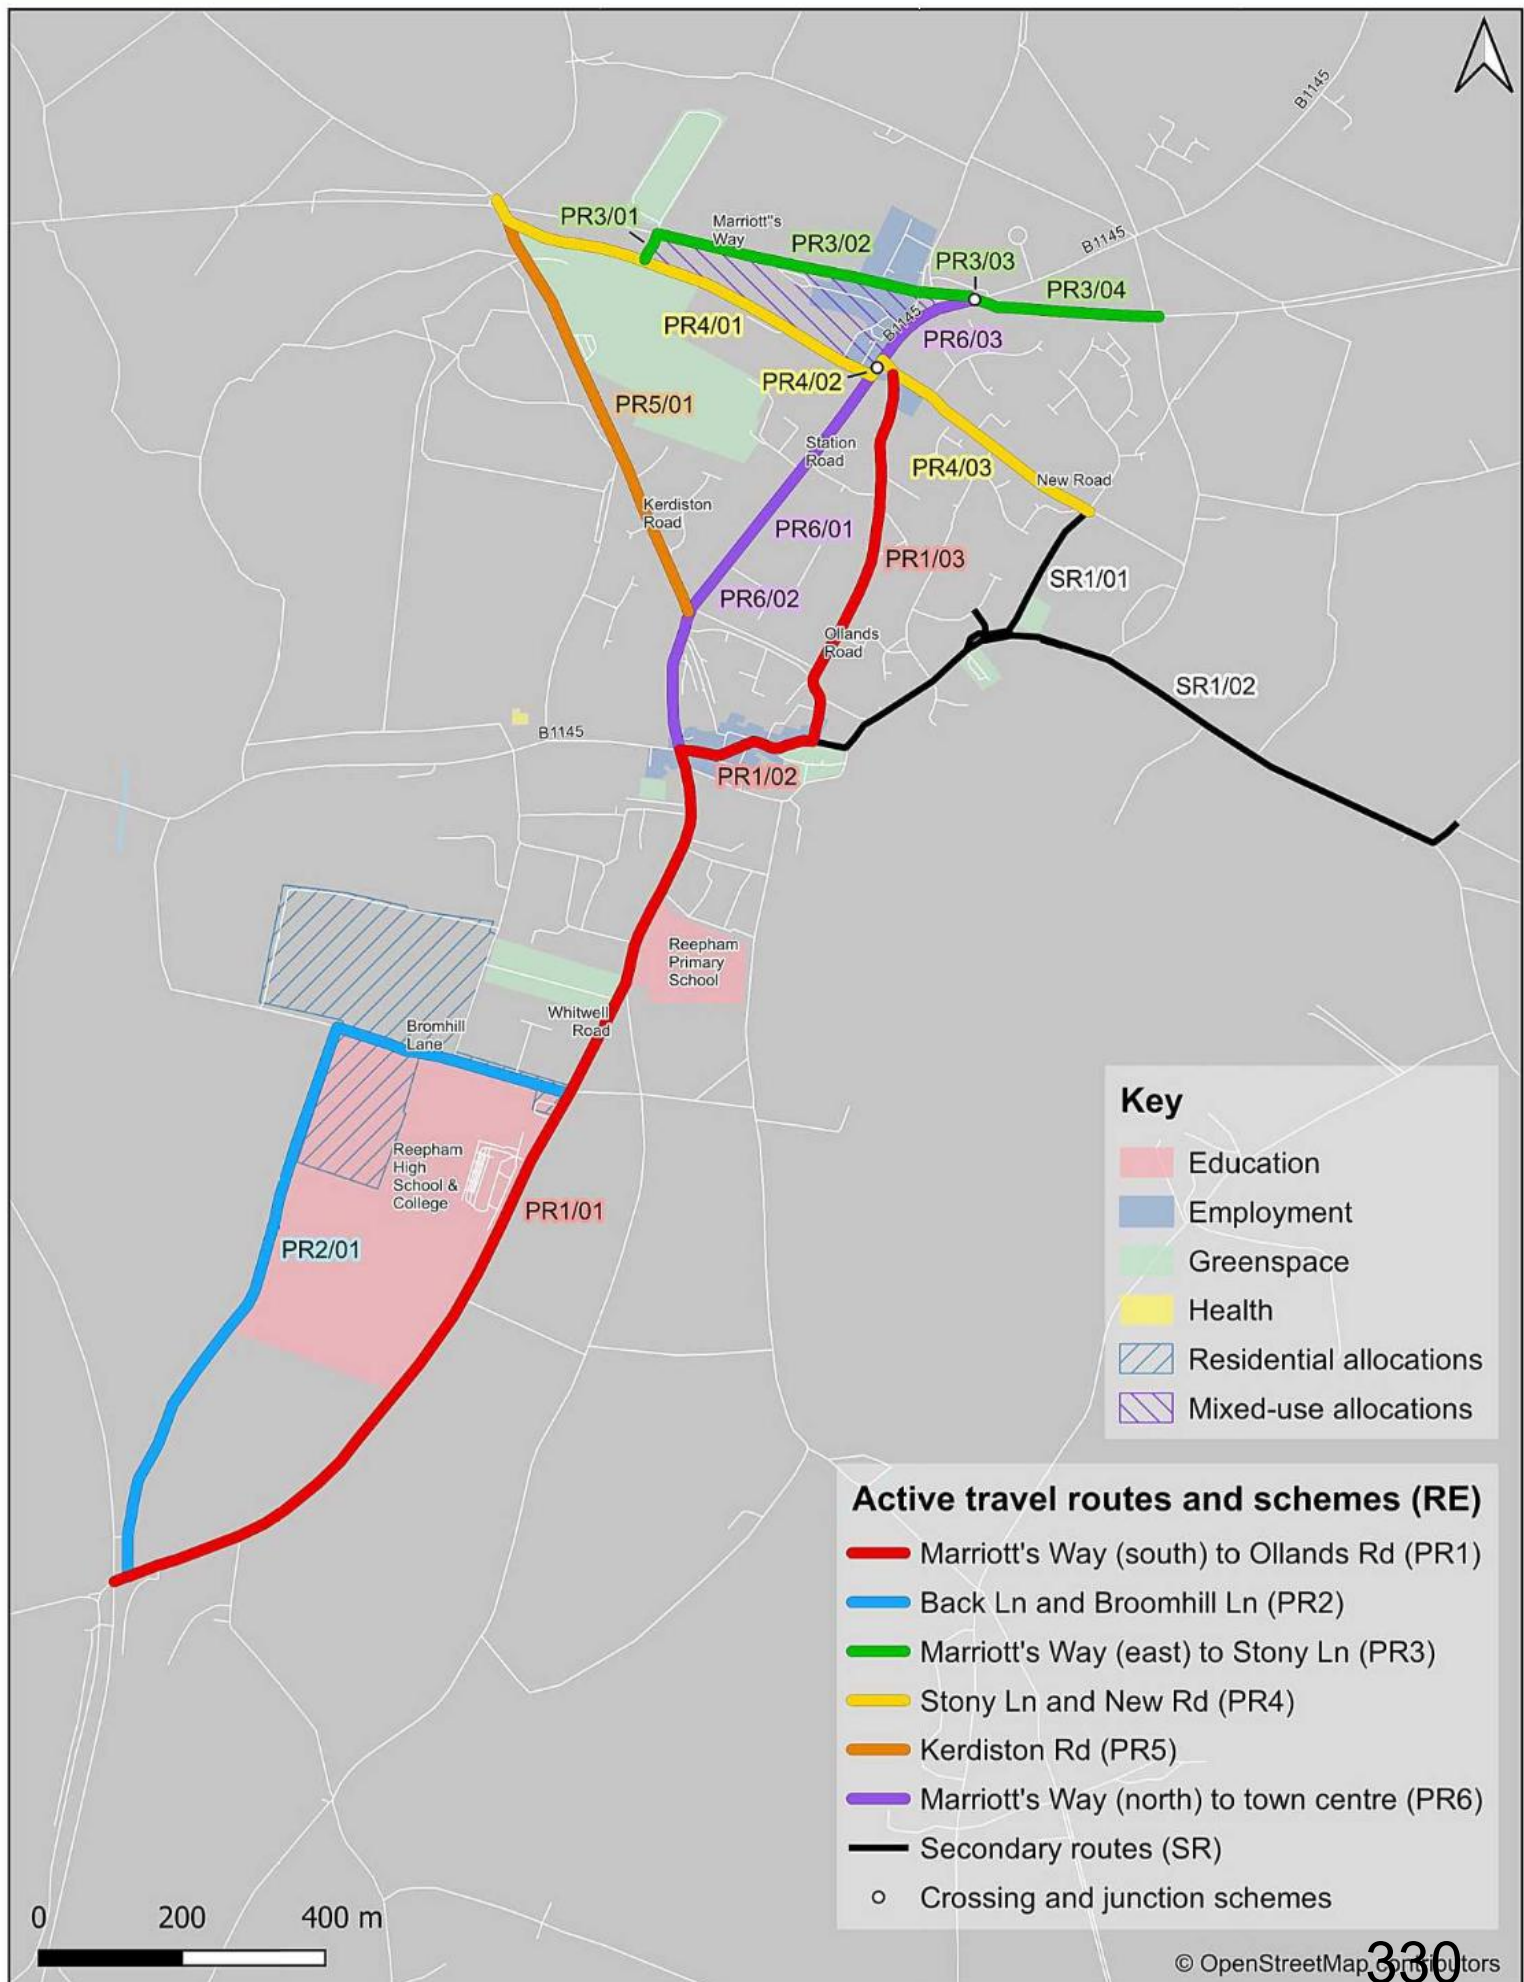 B1145
PR3/01
Marriott"s
Way
PR3/02
B1145
PR3/03
PR3/04
PR4/01
B1145
PR6/03
PR4/02
PR5/01
Station
Road
PR4/03
New Road
Kerdiston
Road
PR6/01
PR1/03
SR1/01
PR6/02
Ollands
Road
SR1/02
B1145
PR1/02
Reepham
Primary
School
Whitwell
Road
Bromhill
Lane
Reepham
High
School &
College
PR1/01
PR2/01
Key
Education
Employment
Greenspace
Health
Residential allocations
Mixed-use allocations
Active travel routes and schemes (RE)
Marriott's Way (south) to Ollands Rd (PR1)
Back Ln and Broomhill Ln (PR2)
Marriott's Way (east) to Stony Ln (PR3)
Stony Ln and New Rd (PR4)
Kerdiston Rd (PR5)
Marriott's Way (north) to town centre (PR6)
Secondary routes (SR)
Crossing and junction schemes
0 200 400 m
© OpenStreetMap contributors
330